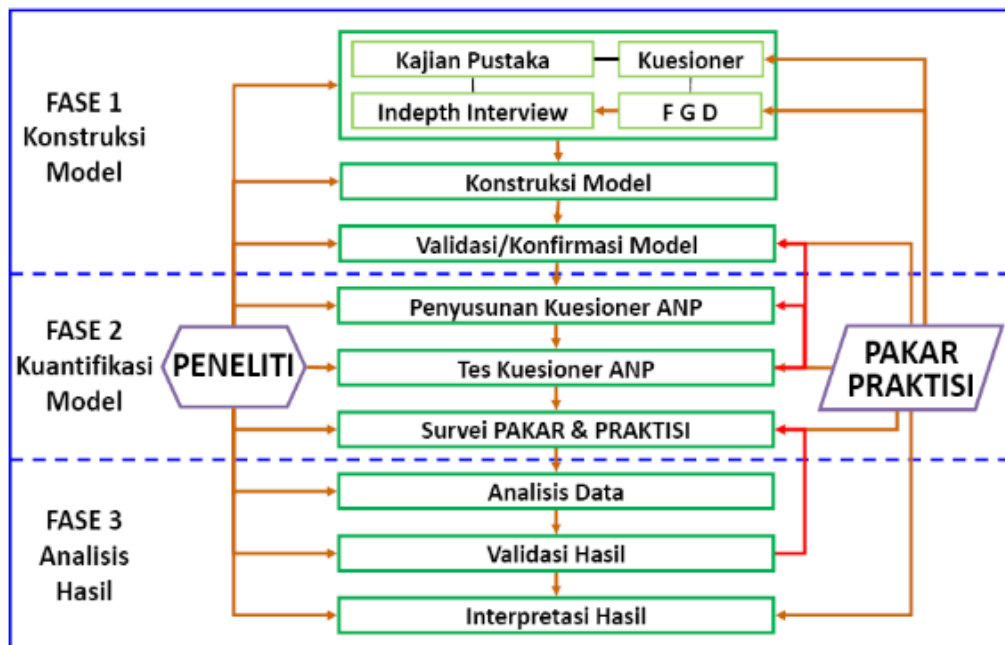 FASE 1
Konstruksi
Model
Kajian Pustaka
Kuesioner
Indepth Interview
F G D
Konstruksi Model
Validasi/Konfirmasi Model
FASE 2
Kuantifikasi
Model
PENELITI
Penyusunan Kuesioner ANP
Tes Kuesioner ANP
Survei PAKAR & PRAKTISI
PAKAR
PRAKTISI
FASE 3
Analisis
Hasil
Analisis Data
Validasi Hasil
Interpretasi Hasil